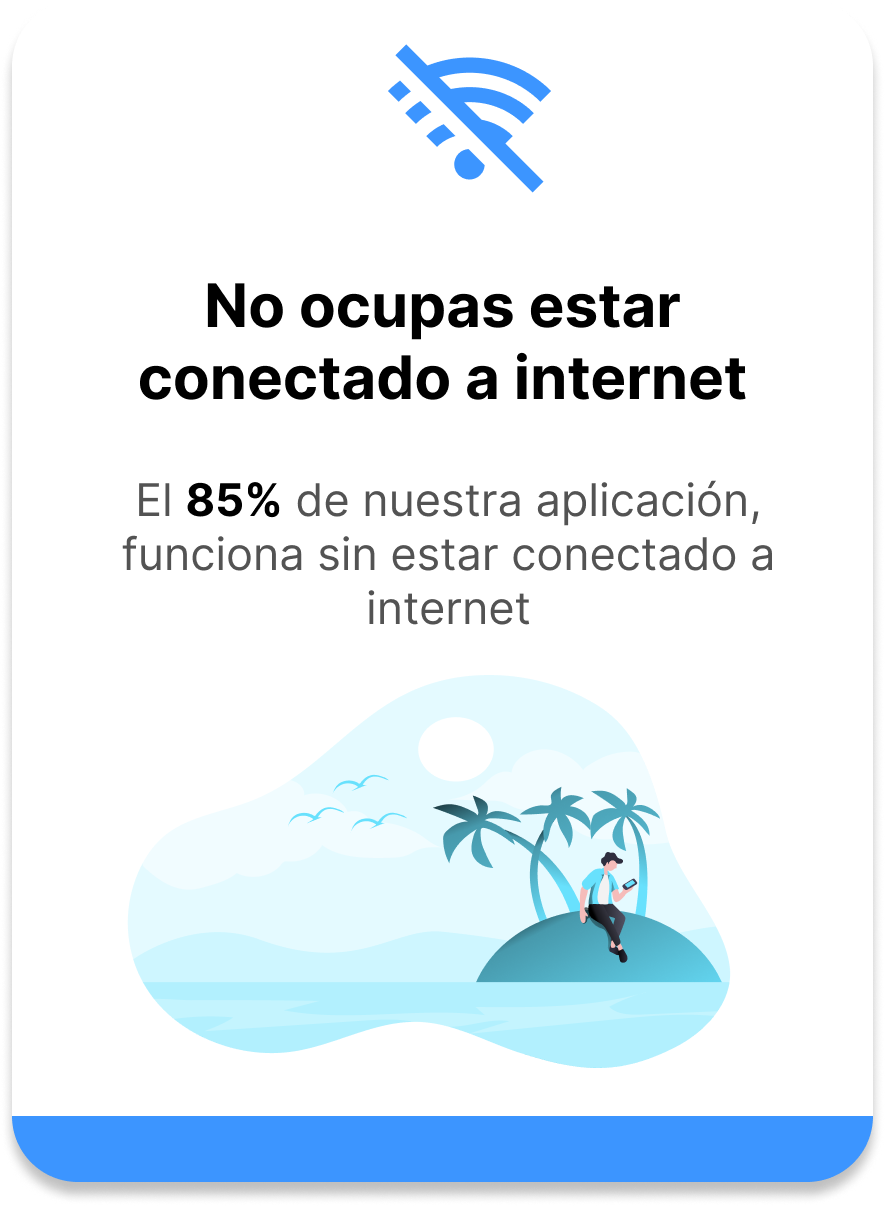 No ocupas estar
conectado a internet
El 85% de nuestra aplicación,
funciona sin estar conectado a
internet